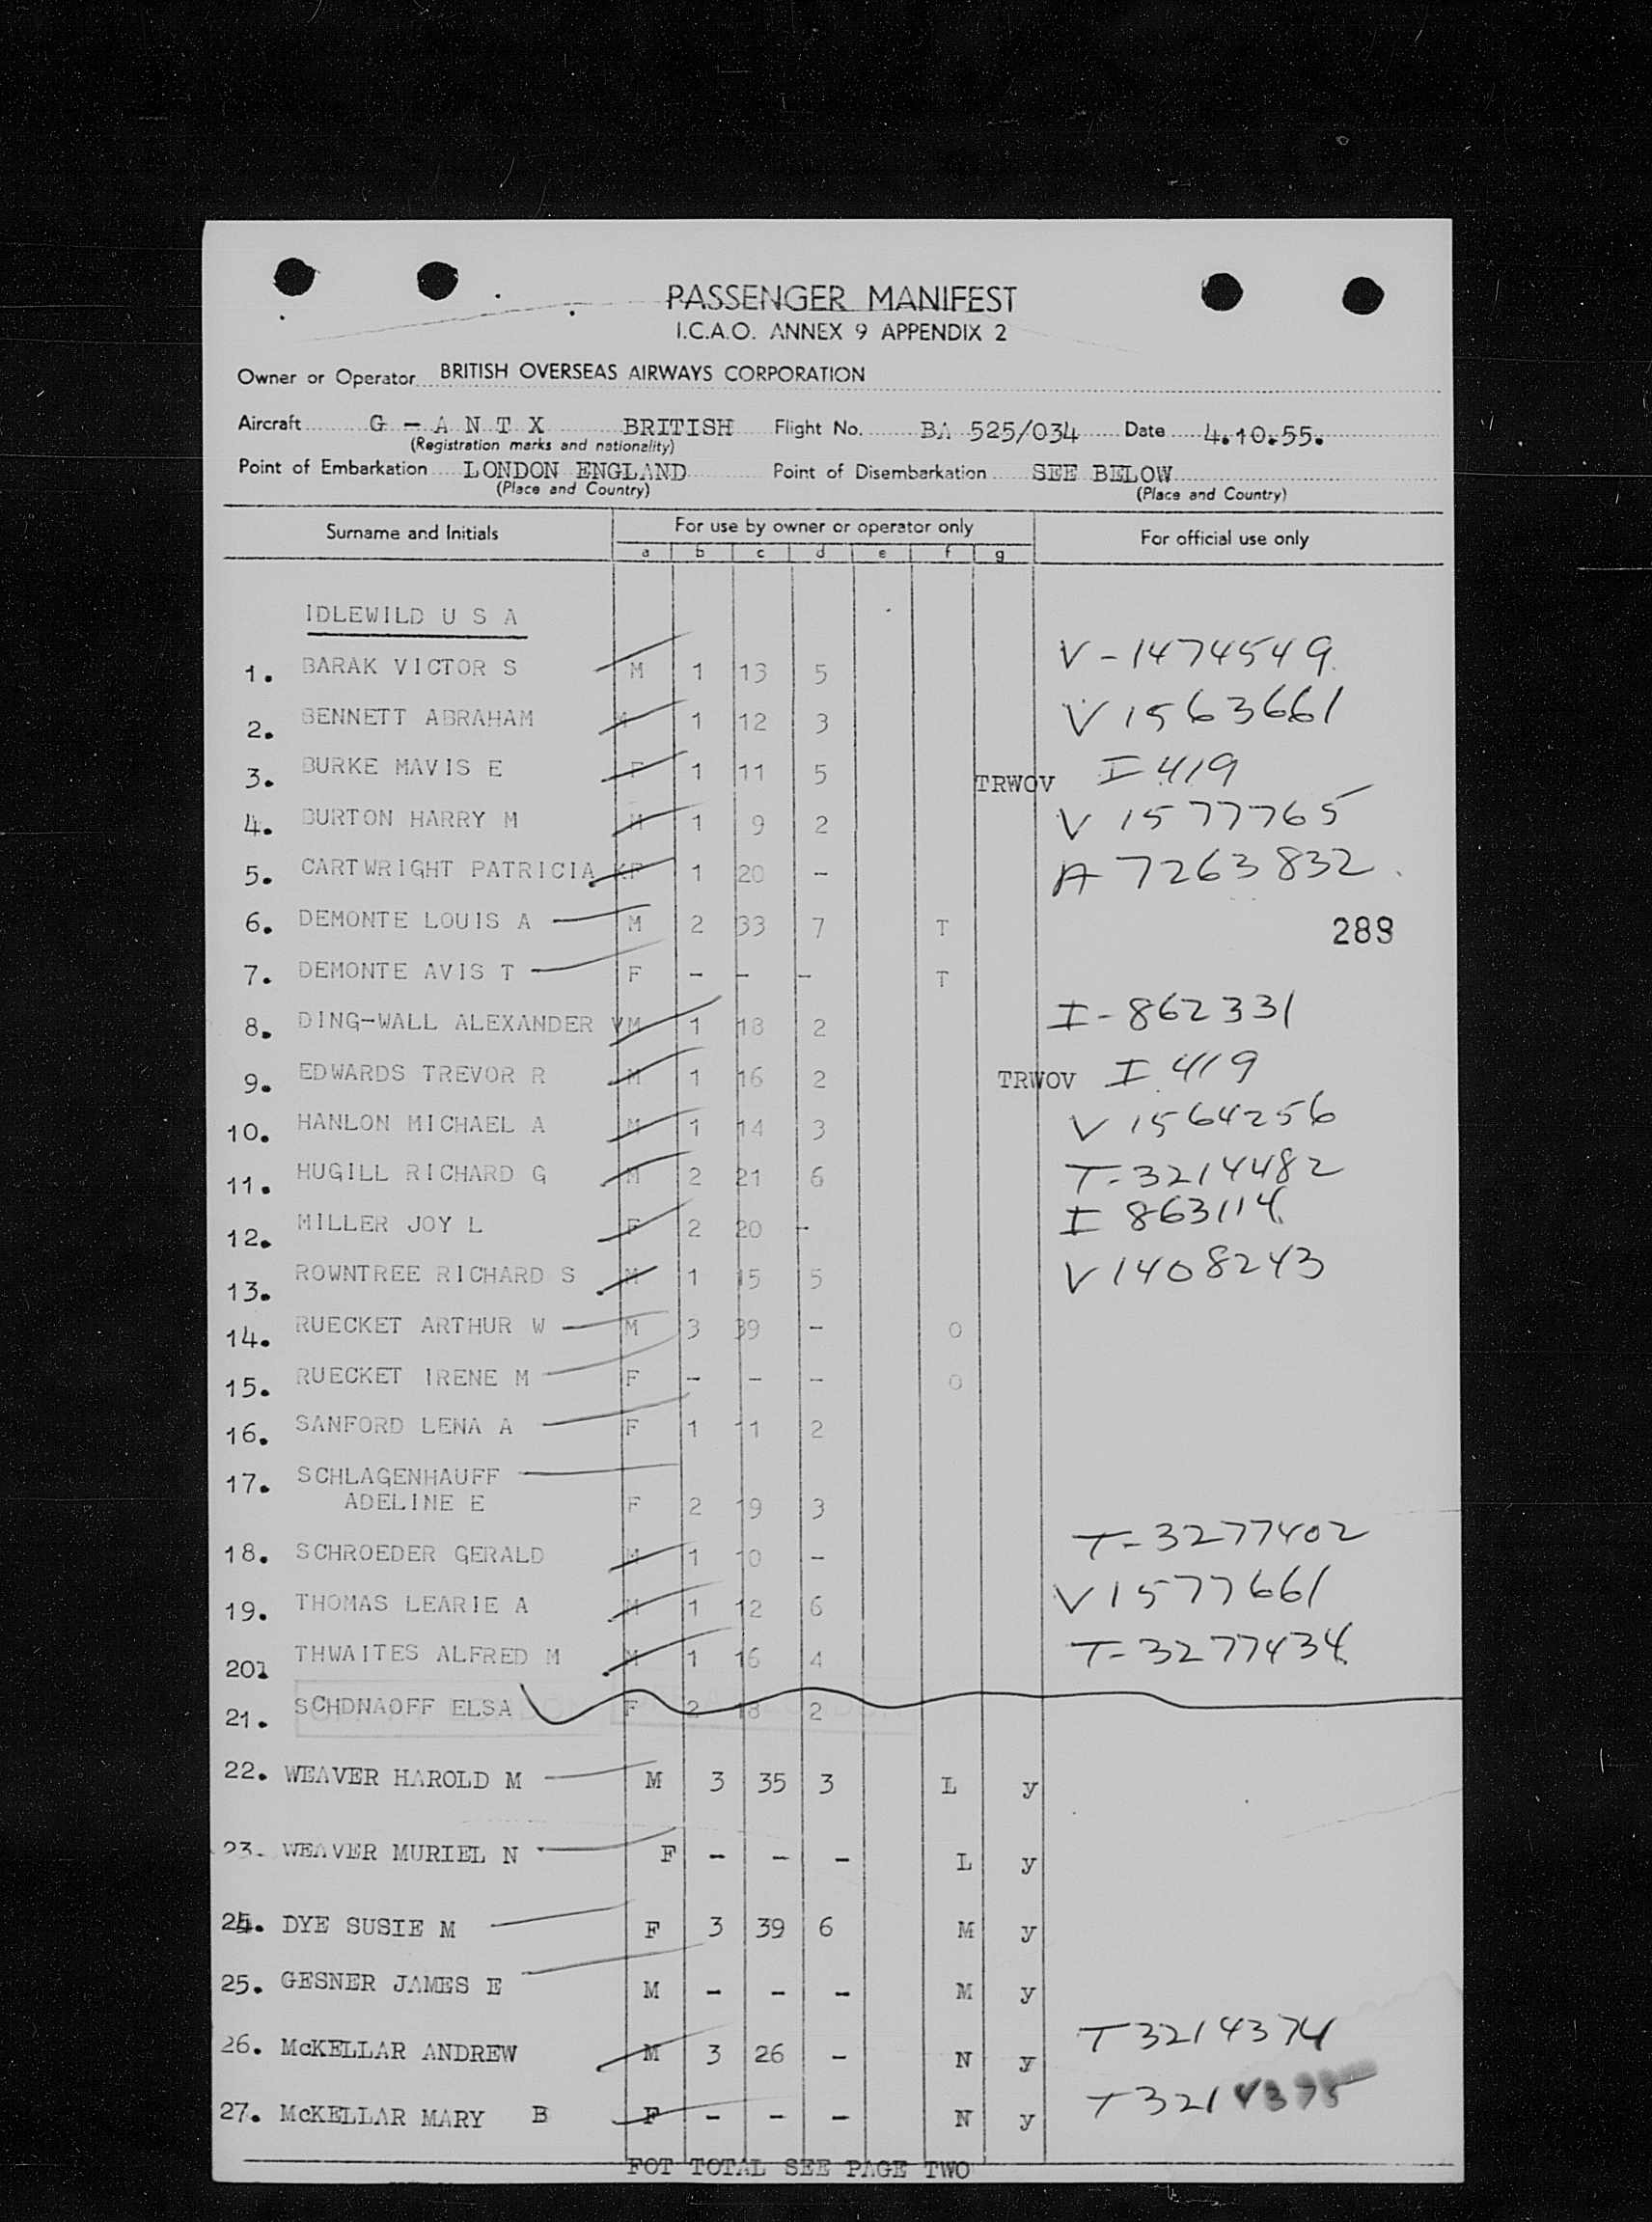 PASSENGER MANIFEST
I.C.A.O. ANNEX 9 APPENDIX 2
Owner or Operator BRITISH OVERSEAS AIRWAYS CORPORATION
Aircraft G - A N T X BRITISH Flight No. BA 525/034 Date 4.10.55.
(Registration marks and nationality)
Point of Embarkation LONDON ENGLAND Point of Disembarkation SEE BELOW
(Place and Country) (Place and Country)
Surname and Initials For use by owner or operator only For official use only
a b c d e f g
IDLEWILD U S A
1. BARAK VICTOR S M 1 13 5 V-1474549
2. BENNETT ABRAHAM M 1 12 3 V1563661
3. BURKE MAVIS E F 1 11 5 TRWOV I 419
4. BURTON HARRY M M 1 9 2 V 1577765
5. CARTWRIGHT PATRICIA KF 1 20 - A 7263832
6. DEMONTE LOUIS A M 2 33 7 T 289
7. DEMONTE AVIS T F - - - T
8. DING-WALL ALEXANDER VM 1 18 2 I-862331
9. EDWARDS TREVOR R M 1 16 2 TRWOV I 419
10. HANLON MICHAEL A M 1 14 3 V 1564256
11. HUGILL RICHARD G M 2 21 6 T-3214482
12. MILLER JOY L F 2 20 - I 863114
13. ROWNTREE RICHARD S M 1 15 5 V1408243
14. RUECKET ARTHUR W M 3 39 - O
15. RUECKET IRENE M F - - - O
16. SANFORD LENA A F 1 11 2
17. SCHLAGENHAUFF
ADELINE E F 2 19 3
18. SCHROEDER GERALD M 1 10 - T-3277402
19. THOMAS LEARIE A M 1 12 6 V1577661
201 THWAITES ALFRED M M 1 16 4 T-3277434
21. SCHDNAOFF ELSA F 2 18 2
22. WEAVER HAROLD M M 3 35 3 L y
23. WEAVER MURIEL N F - - - L y
24. DYE SUSIE M F 3 39 6 M y
25. GESNER JAMES E M - - - M y
26. McKELLAR ANDREW M 3 26 - N y T3214374
27. McKELLAR MARY B F - - - N y T3214375
FOT TOTAL SEE PAGE TWO